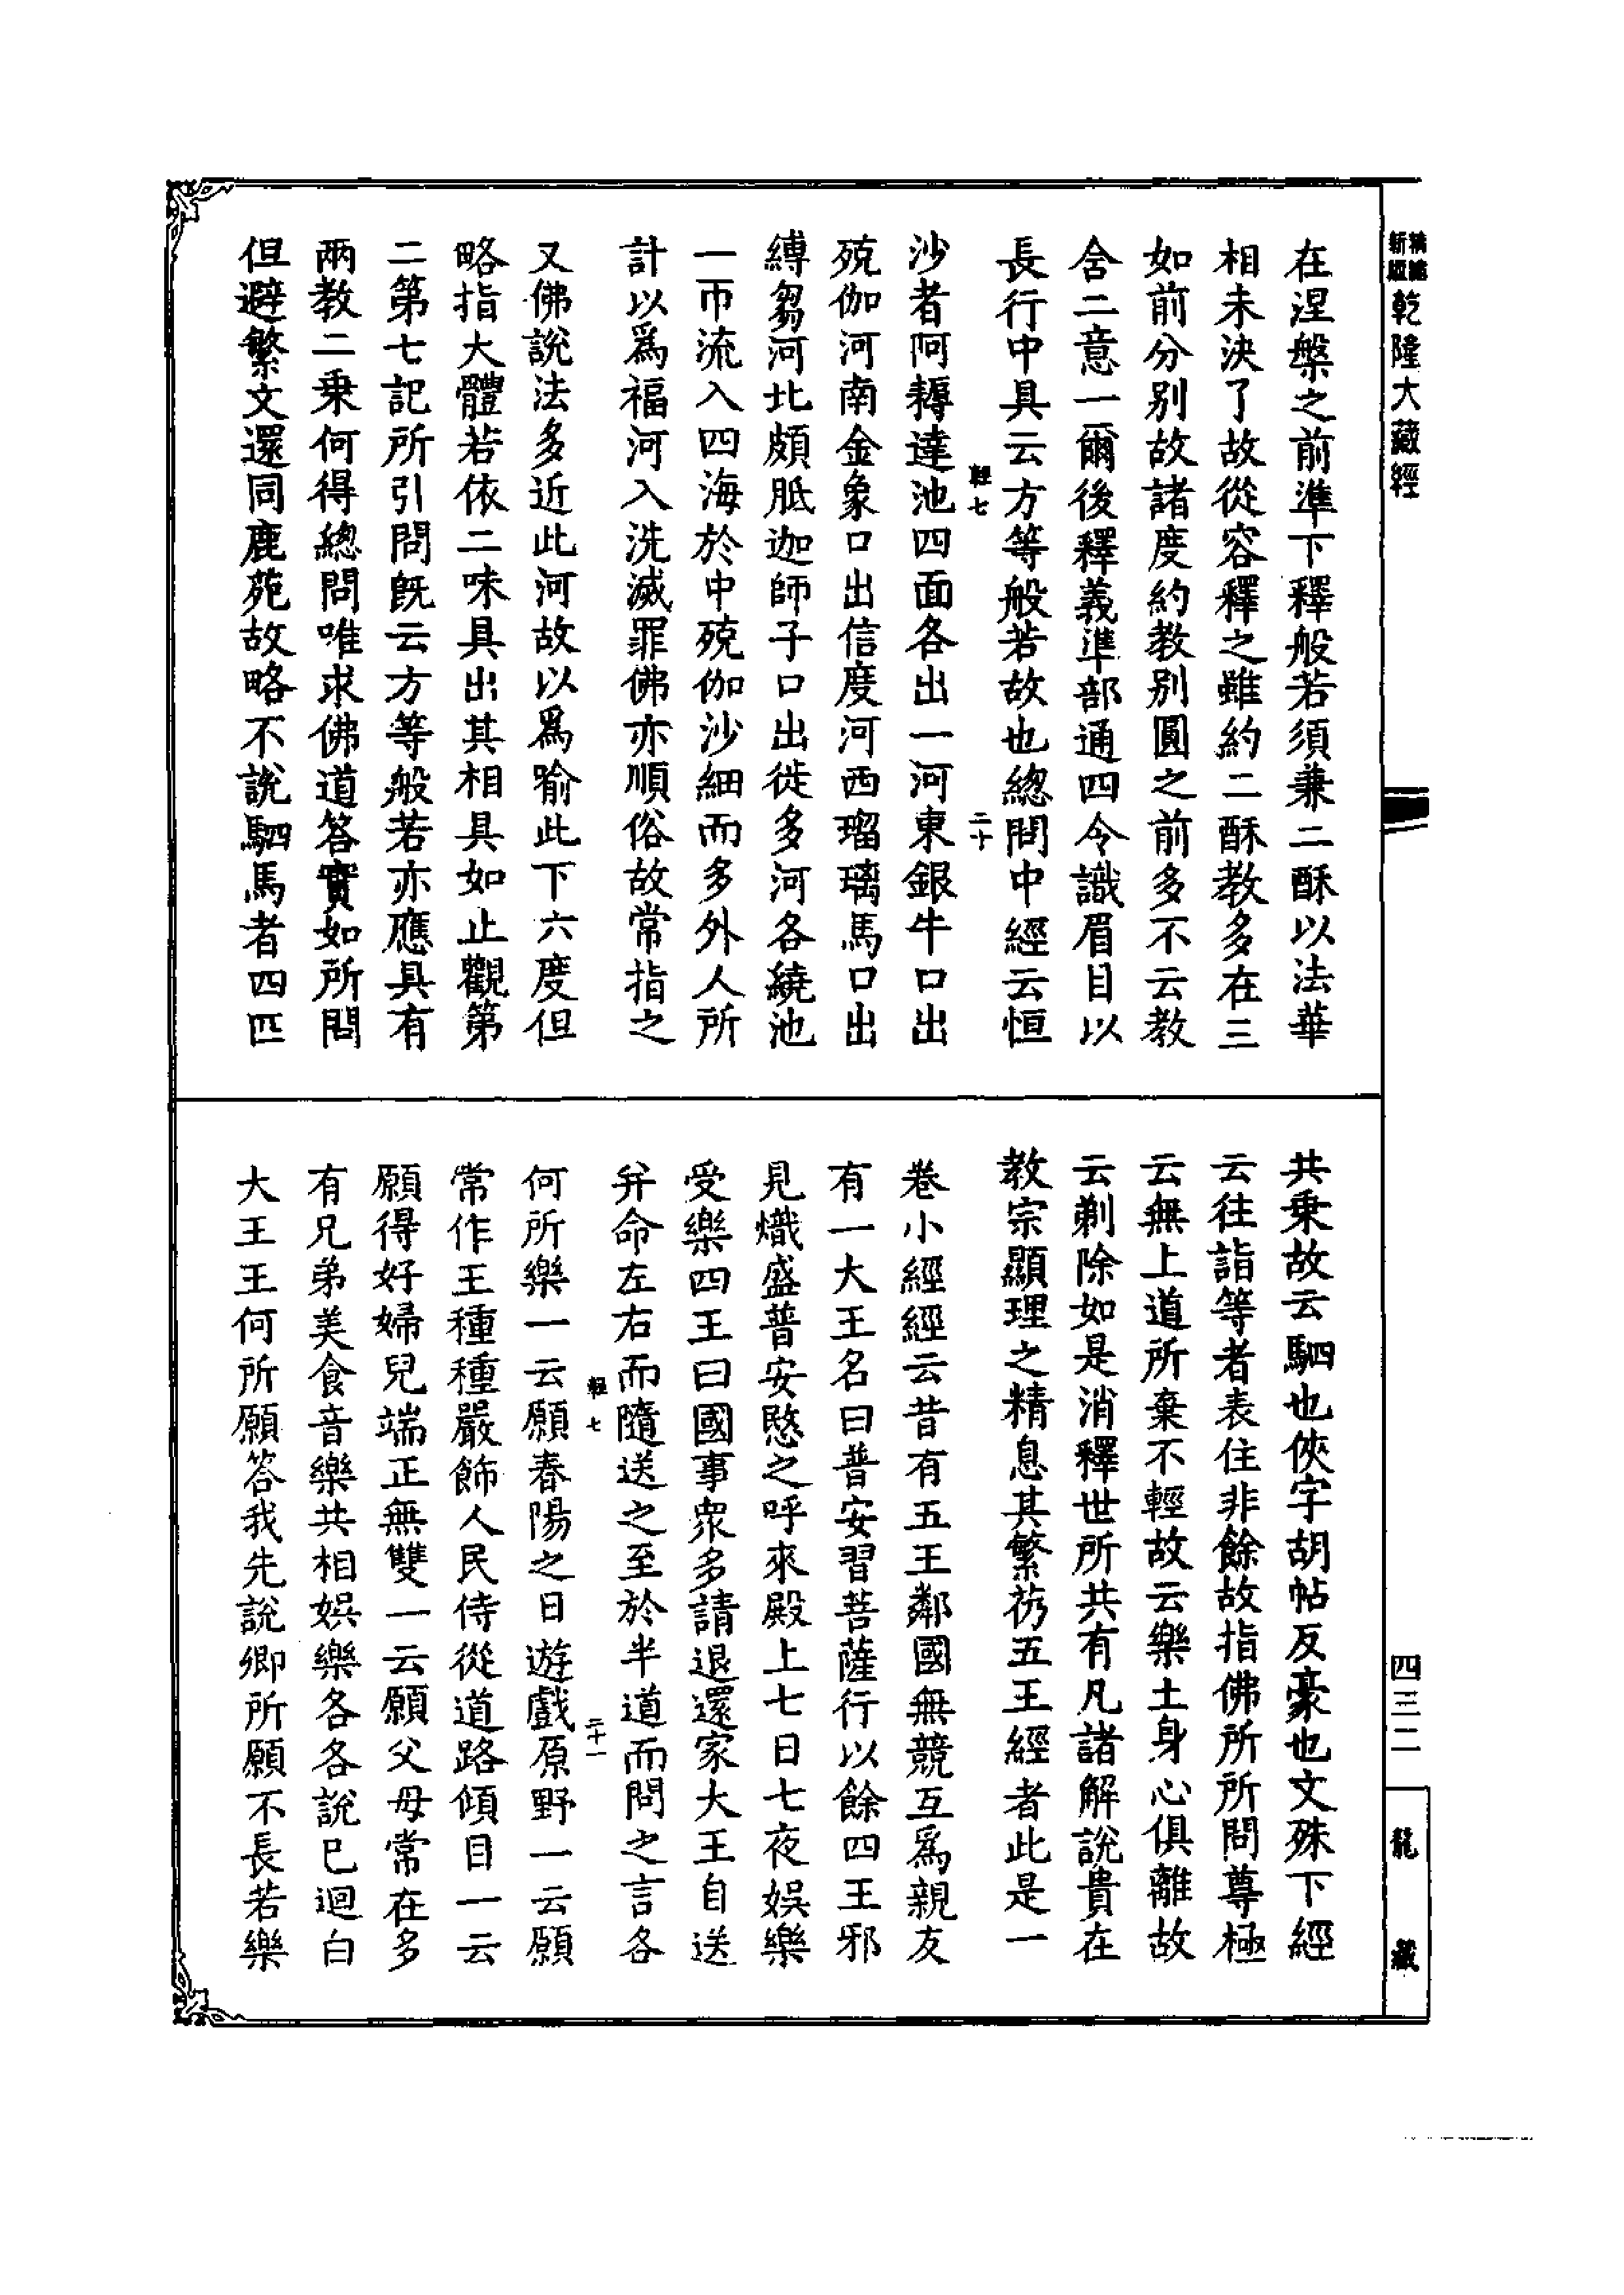 新編縮版乾隆大藏經
在涅槃之前準下釋般若須兼二酥以法華
相未決了故從容釋之雖約二酥教多在三
如前分別故諸度約教別圓之前多不云教
含二意一爾後釋義準部通四令識眉目以
長行中具云方等般若故也總問中經云恒
輕七 二十
沙者阿耨達池四面各出一河東銀牛口出
殑伽河南金象口出信度河西瑠璃馬口出
縛芻河北頗胝迦師子口出徙多河各繞池
一帀流入四海於中殑伽沙細而多外人所
計以為福河入洗滅罪佛亦順俗故常指之
又佛說法多近此河故以為喻此下六度但
略指大體若依二味具出其相具如止觀第
二第七記所引問既云方等般若亦應具有
兩教二乘何得總問唯求佛道答實如所問
但避繁文還同鹿苑故略不說駟馬者四匹
共乘故云駟也俠字胡帖反豪也文殊下經
云往詣等者表住非餘故指佛所所問尊極
云無上道所棄不輕故云樂土身心俱離故
云剃除如是消釋世所共有凡諸解說貴在
教宗顯理之精息其繁芿五王經者此是一
卷小經經云昔有五王鄰國無競互為親友
有一大王名曰普安習菩薩行以餘四王邪
見熾盛普安愍之呼來殿上七日七夜娛樂
受樂四王曰國事眾多請退還家大王自送
并命左右而隨送之至於半道而問之言各
輕七 二十一
何所樂一云願春陽之日遊戲原野一云願
常作王種種嚴飾人民侍從道路傾目一云
願得好婦兒端正無雙一云願父母常在多
有兄弟美食音樂共相娛樂各各說已迴白
大王王何所願答我先說卿所願不長若樂
四三二
龍藏